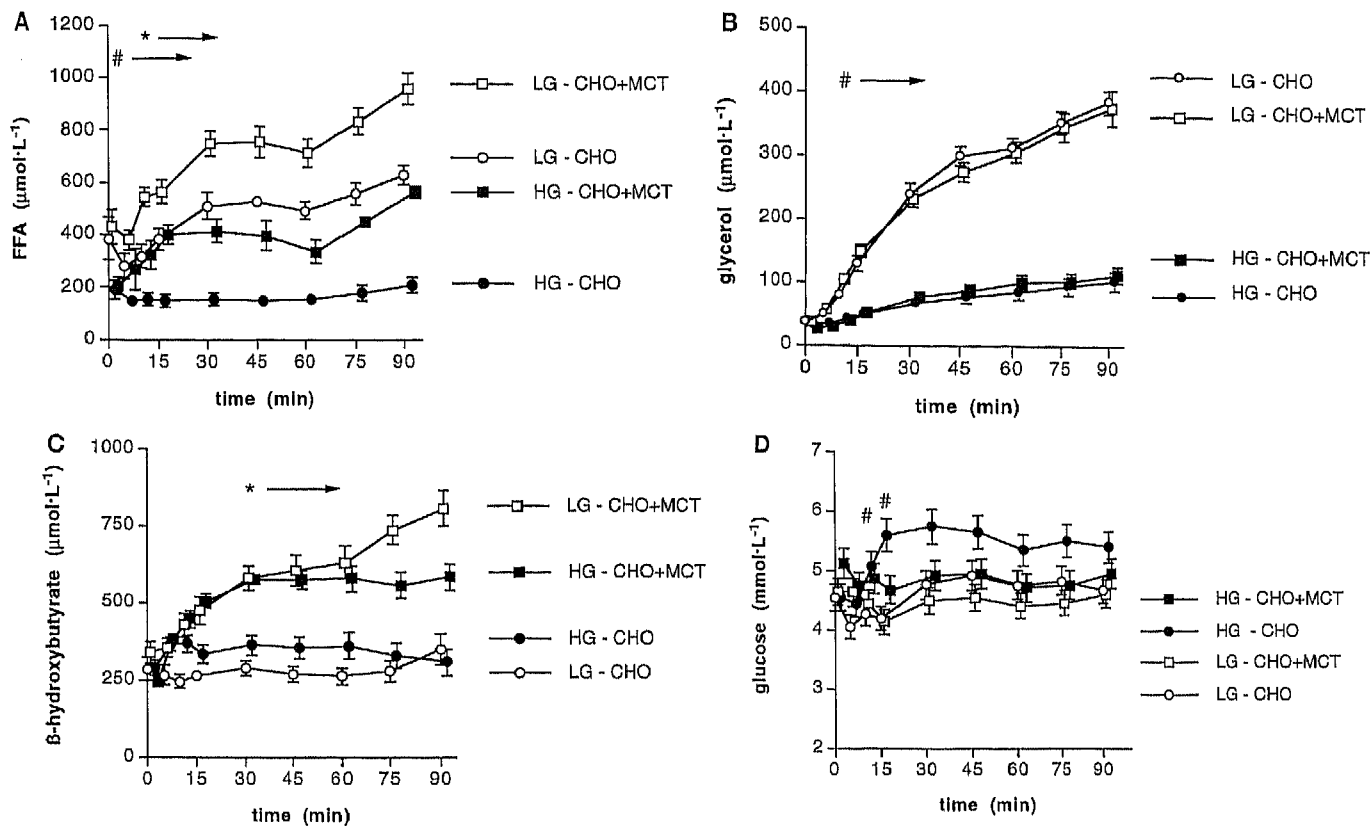 A
1200
1000
800
600
400
200
0
FFA (µmol·L⁻¹)
*
#
0 15 30 45 60 75 90
time (min)
LG - CHO+MCT
LG - CHO
HG - CHO+MCT
HG - CHO
B
500
400
300
200
100
0
glycerol (µmol·L⁻¹)
#
0 15 30 45 60 75 90
time (min)
LG - CHO
LG - CHO+MCT
HG - CHO+MCT
HG - CHO
C
1000
750
500
250
0
ß-hydroxybutyrate (µmol·L⁻¹)
*
0 15 30 45 60 75 90
time (min)
LG - CHO+MCT
HG - CHO+MCT
HG - CHO
LG - CHO
D
7
6
5
4
3
2
glucose (mmol·L⁻¹)
# #
0 15 30 45 60 75 90
time (min)
HG - CHO+MCT
HG - CHO
LG - CHO+MCT
LG - CHO